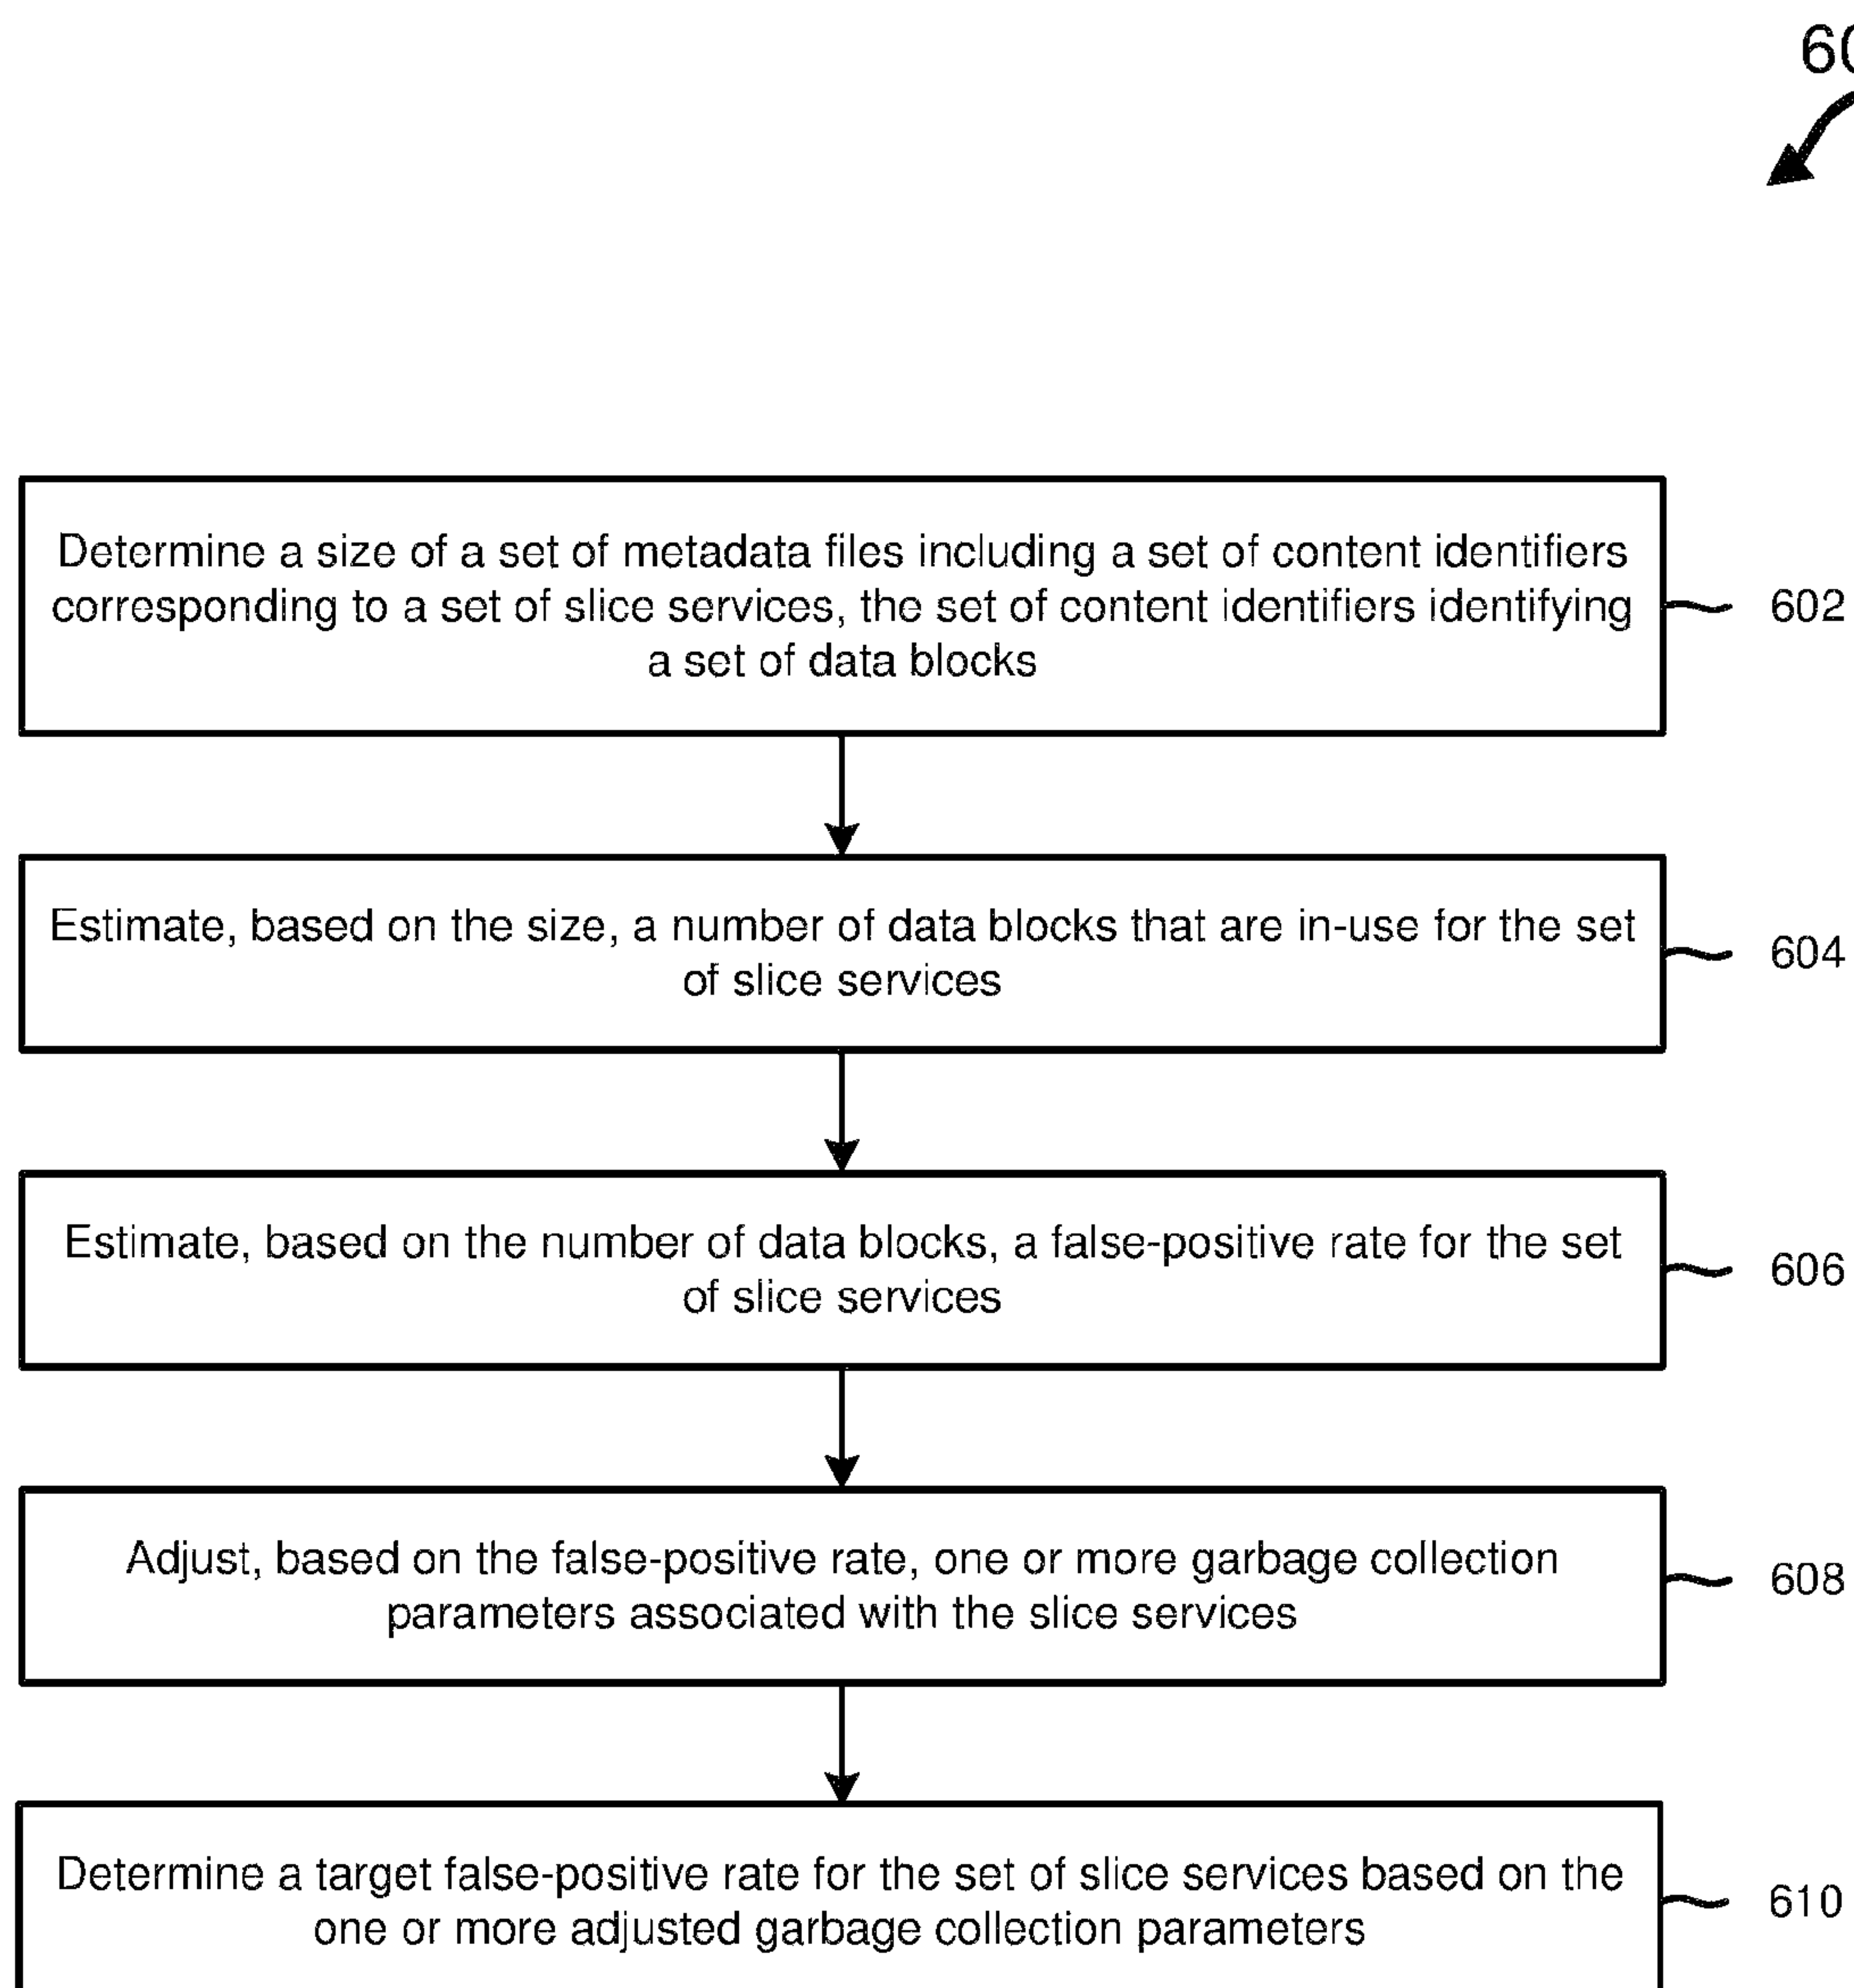 Determine a size of a set of metadata files including a set of content identifiers
corresponding to a set of slice services, the set of content identifiers identifying
a set of data blocks
602
Estimate, based on the size, a number of data blocks that are in-use for the set
of slice services
604
Estimate, based on the number of data blocks, a false-positive rate for the set
of slice services
606
Adjust, based on the false-positive rate, one or more garbage collection
parameters associated with the slice services
608
Determine a target false-positive rate for the set of slice services based on the
one or more adjusted garbage collection parameters
610